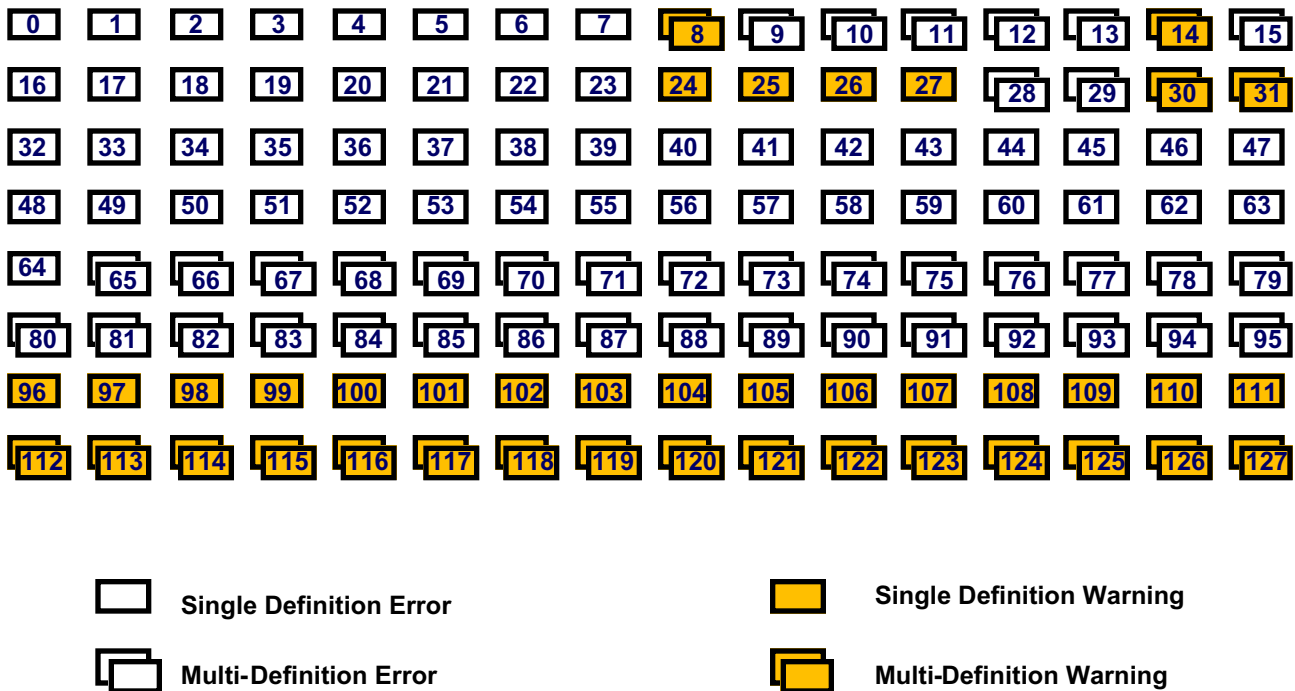 0 1 2 3 4 5 6 7 8 9 10 11 12 13 14 15
16 17 18 19 20 21 22 23 24 25 26 27 28 29 30 31
32 33 34 35 36 37 38 39 40 41 42 43 44 45 46 47
48 49 50 51 52 53 54 55 56 57 58 59 60 61 62 63
64 65 66 67 68 69 70 71 72 73 74 75 76 77 78 79
80 81 82 83 84 85 86 87 88 89 90 91 92 93 94 95
96 97 98 99 100 101 102 103 104 105 106 107 108 109 110 111
112 113 114 115 116 117 118 119 120 121 122 123 124 125 126 127
Single Definition Error
Single Definition Warning
Multi-Definition Error
Multi-Definition Warning